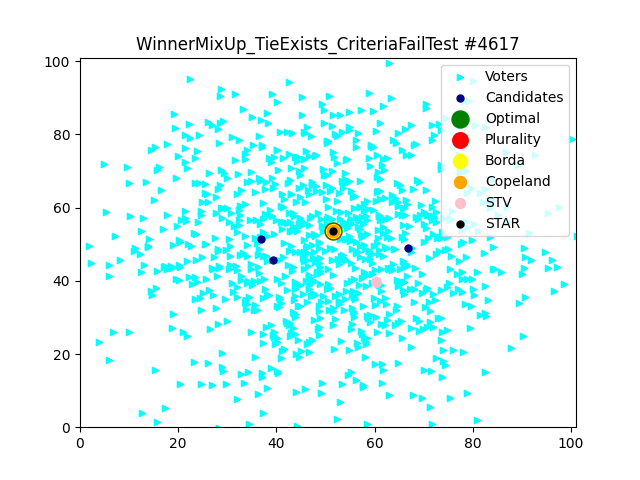 WinnerMixUp_TieExists_CriteriaFailTest #4617
100
80
60
40
20
0
0 20 40 60 80 100
Voters
Candidates
Optimal
Plurality
Borda
Copeland
STV
STAR